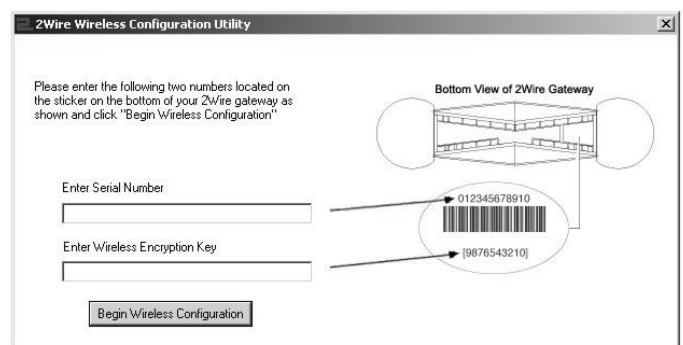 2Wire Wireless Configuration Utility
Please enter the following two numbers located on
the sticker on the bottom of your 2Wire gateway as
shown and click "Begin Wireless Configuration"
Bottom View of 2Wire Gateway
Enter Serial Number
012345678910
Enter Wireless Encryption Key
[9876543210]
Begin Wireless Configuration